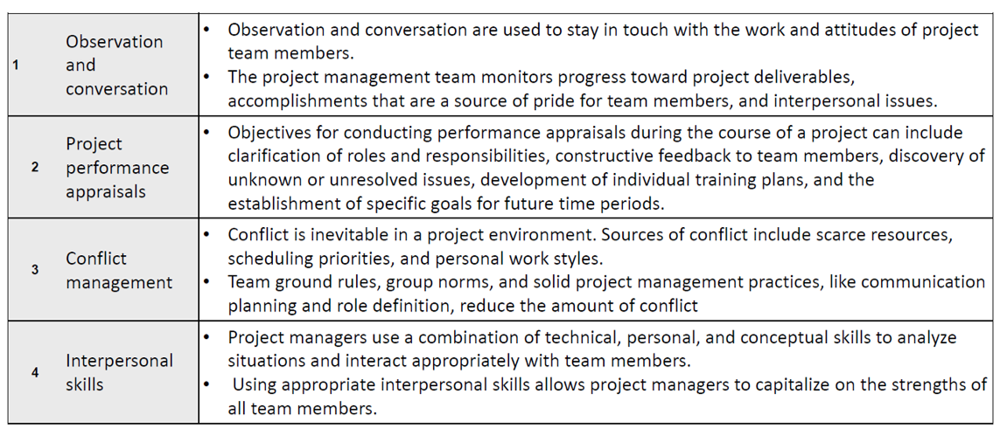 1
Observation
and
conversation
• Observation and conversation are used to stay in touch with the work and attitudes of project
team members.
• The project management team monitors progress toward project deliverables,
accomplishments that are a source of pride for team members, and interpersonal issues.
2
Project
performance
appraisals
• Objectives for conducting performance appraisals during the course of a project can include
clarification of roles and responsibilities, constructive feedback to team members, discovery of
unknown or unresolved issues, development of individual training plans, and the
establishment of specific goals for future time periods.
3
Conflict
management
• Conflict is inevitable in a project environment. Sources of conflict include scarce resources,
scheduling priorities, and personal work styles.
• Team ground rules, group norms, and solid project management practices, like communication
planning and role definition, reduce the amount of conflict
4
Interpersonal
skills
• Project managers use a combination of technical, personal, and conceptual skills to analyze
situations and interact appropriately with team members.
• Using appropriate interpersonal skills allows project managers to capitalize on the strengths of
all team members.